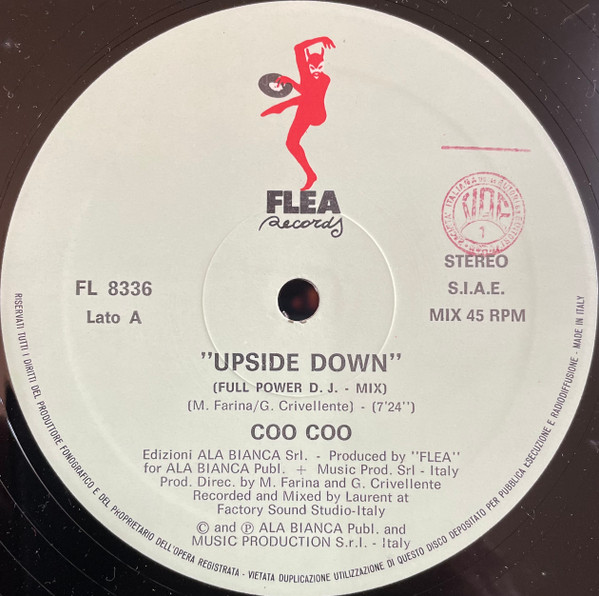 FLEA
Records
SOCIETÀ ITALIANA
1
STEREO
FL 8336
S.I.A.E.
Lato A
MIX 45 RPM
"UPSIDE DOWN"
(FULL POWER D. J. - MIX)
(M. Farina/G. Crivellente) - (7'24'')
COO COO
Edizioni ALA BIANCA Srl. - Produced by "FLEA"
for ALA BIANCA Publ. + Music Prod. Srl - Italy
Prod. Direc. by M. Farina and G. Crivellente
Recorded and Mixed by Laurent at
Factory Sound Studio-Italy
© and ℗ ALA BIANCA Publ. and
MUSIC PRODUCTION S.r.l. - Italy
RISERVATI TUTTI I DIRITTI DEL PRODUTTORE FONOGRAFICO E DEL PROPRIETARIO DELL'OPERA REGISTRATA - VIETATA DUPLICAZIONE UTILIZZAZIONE DI QUESTO DISCO DEPOSITATO PER PUBBLICA ESECUZIONE E RADIODIFFUSIONE - MADE IN ITALY